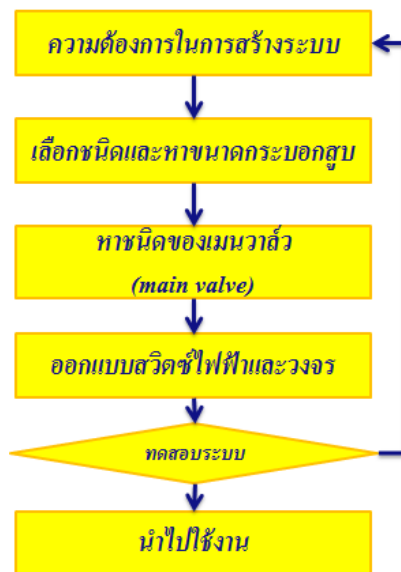 ความต้องการในการสร้างระบบ
เลือกชนิดและหาขนาดกระบอกสูบ
หาชนิดของเมนวาล์ว
(main valve)
ออกแบบสวิตซ์ไฟฟ้าและวงจร
ทดสอบระบบ
นำไปใช้งาน